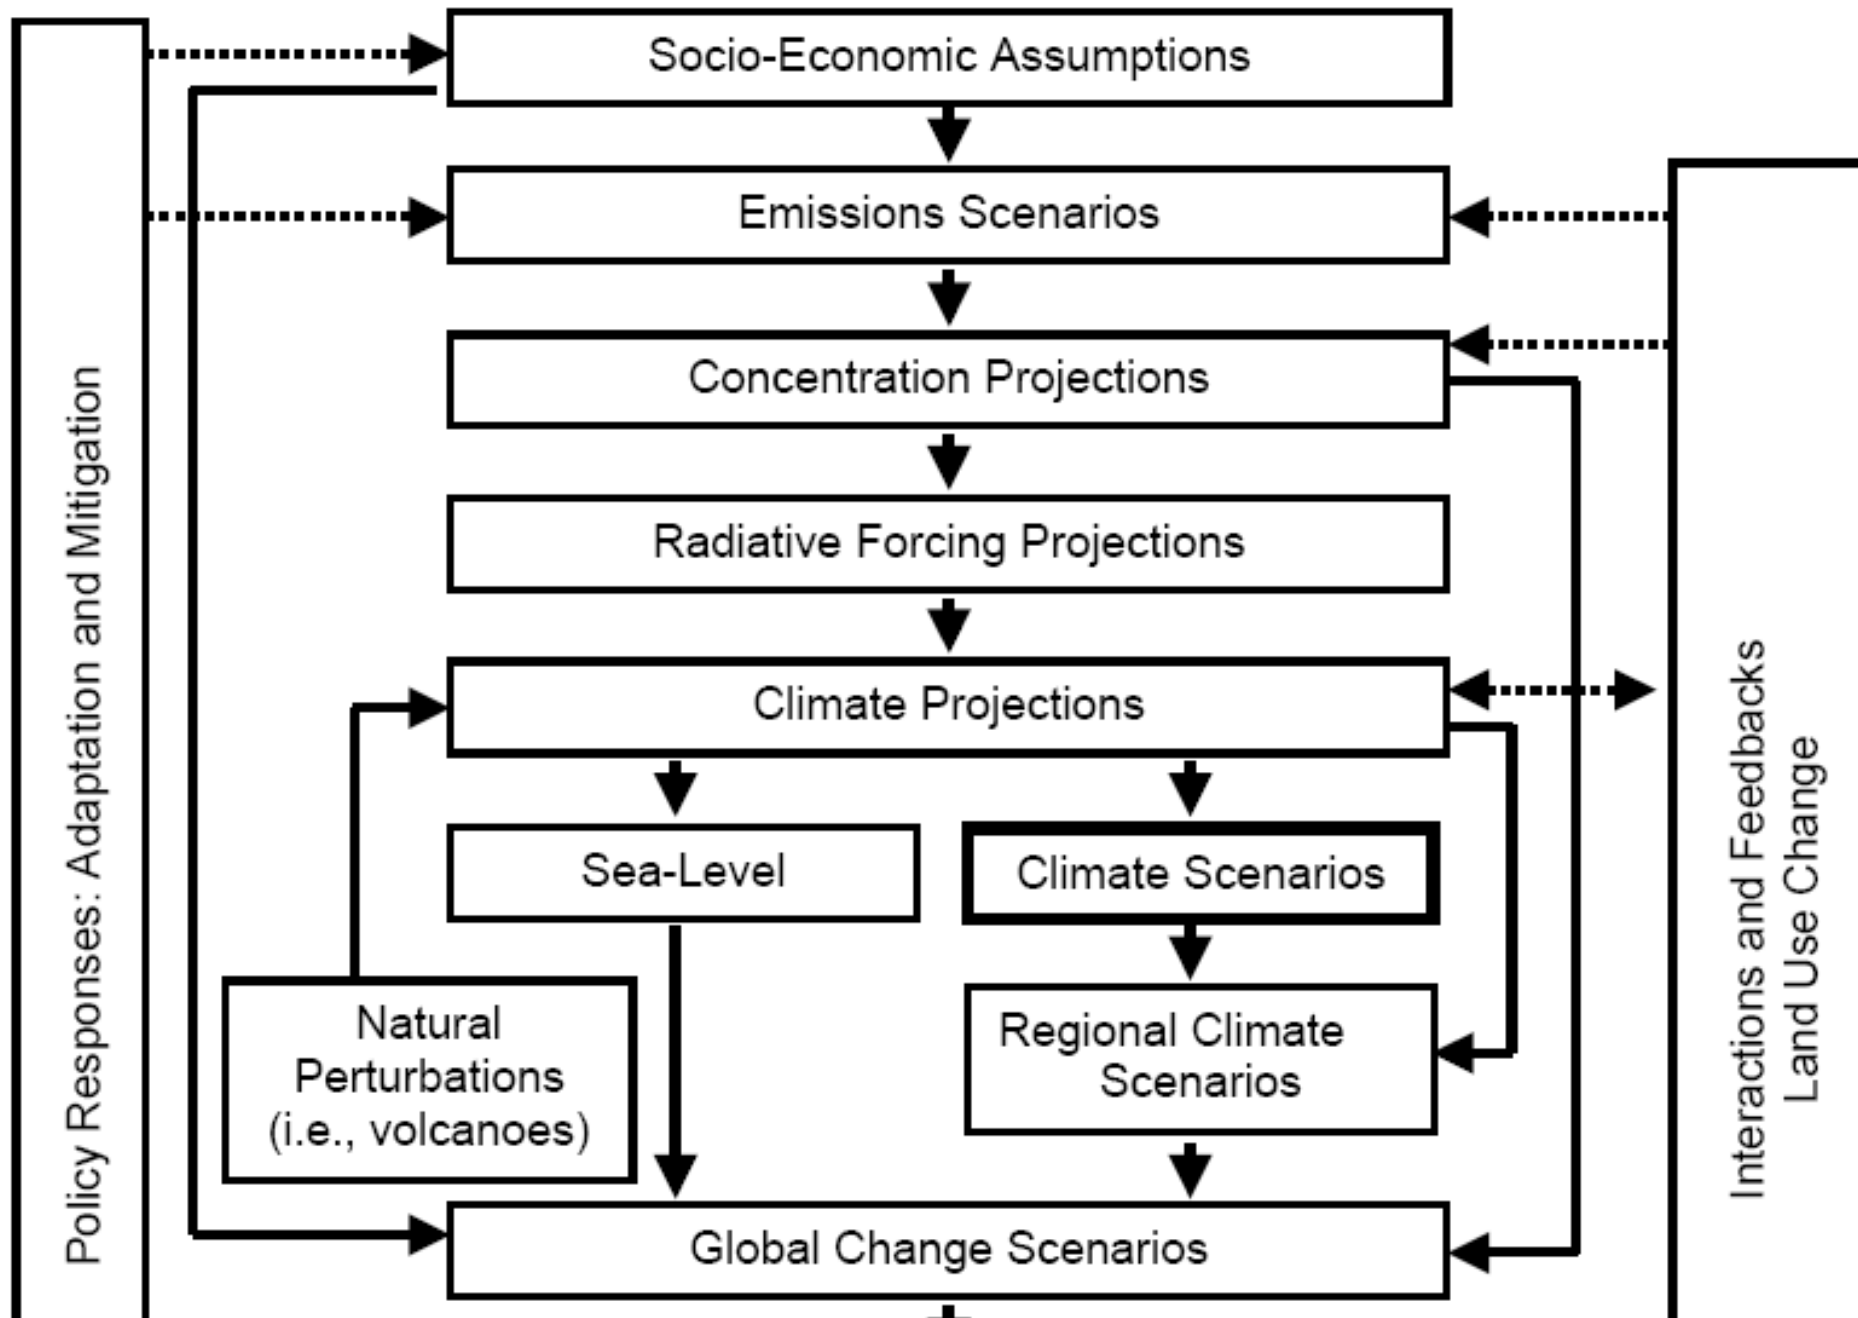 Socio-Economic Assumptions
Emissions Scenarios
Concentration Projections
Radiative Forcing Projections
Climate Projections
Sea-Level
Climate Scenarios
Natural
Perturbations
(i.e., volcanoes)
Regional Climate
Scenarios
Global Change Scenarios
Policy Responses: Adaptation and Mitigation
Interactions and Feedbacks
Land Use Change